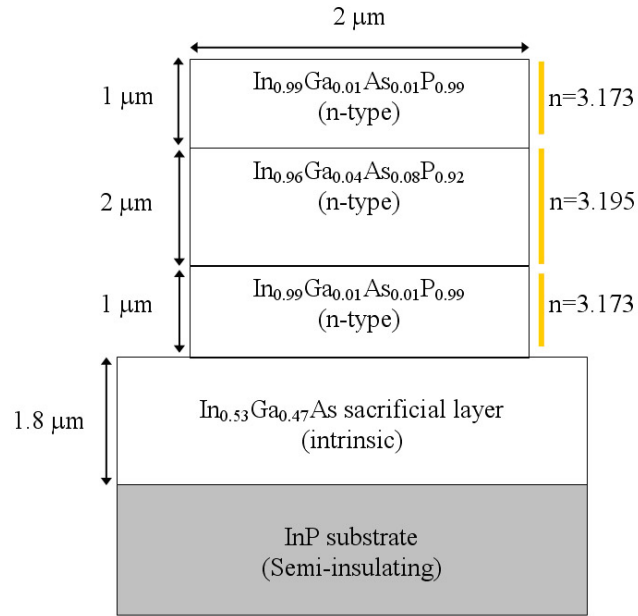 2 μm
1 μm
In0.99Ga0.01As0.01P0.99
(n-type)
n=3.173
2 μm
In0.96Ga0.04As0.08P0.92
(n-type)
n=3.195
1 μm
In0.99Ga0.01As0.01P0.99
(n-type)
n=3.173
1.8 μm
In0.53Ga0.47As sacrificial layer
(intrinsic)
InP substrate
(Semi-insulating)